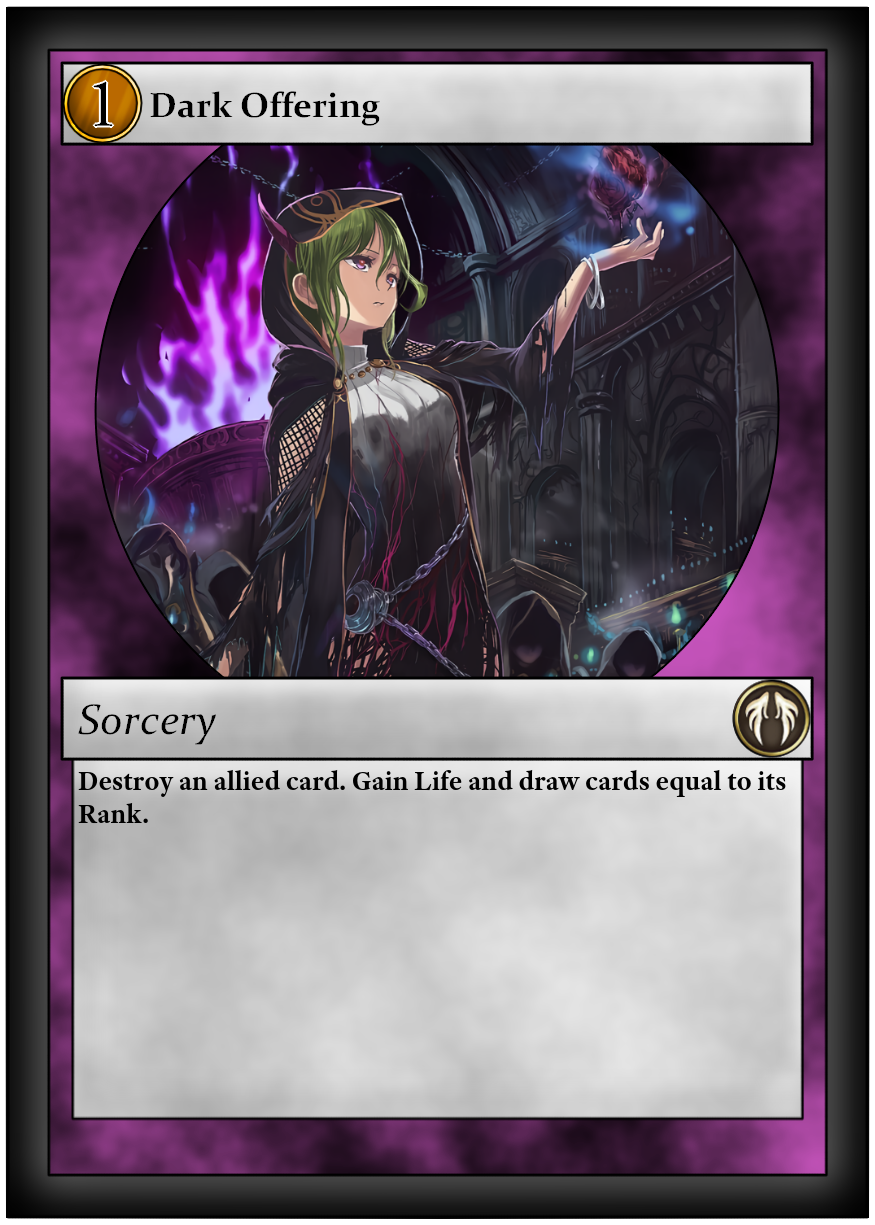 1 Dark Offering
Sorcery
Destroy an allied card. Gain Life and draw cards equal to its
Rank.